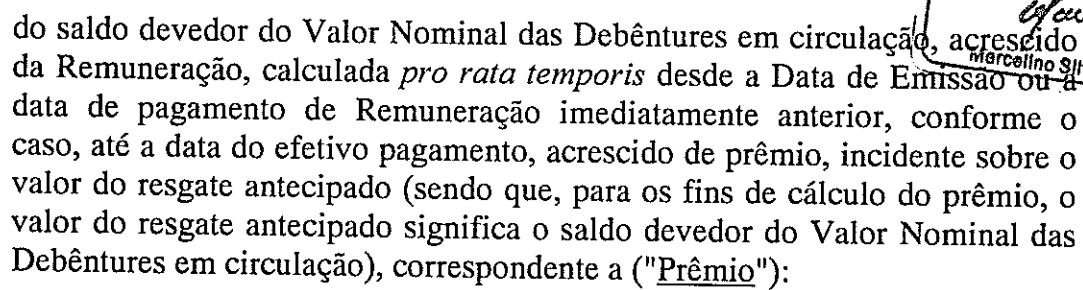 do saldo devedor do Valor Nominal das Debêntures em circulação, acrescido
Marcelino
da Remuneração, calculada pro rata temporis desde a Data de Emissão ou a
data de pagamento de Remuneração imediatamente anterior, conforme o
caso, até a data do efetivo pagamento, acrescido de prêmio, incidente sobre o
valor do resgate antecipado (sendo que, para os fins de cálculo do prêmio, o
valor do resgate antecipado significa o saldo devedor do Valor Nominal das
Debêntures em circulação), correspondente a ("Prêmio"):